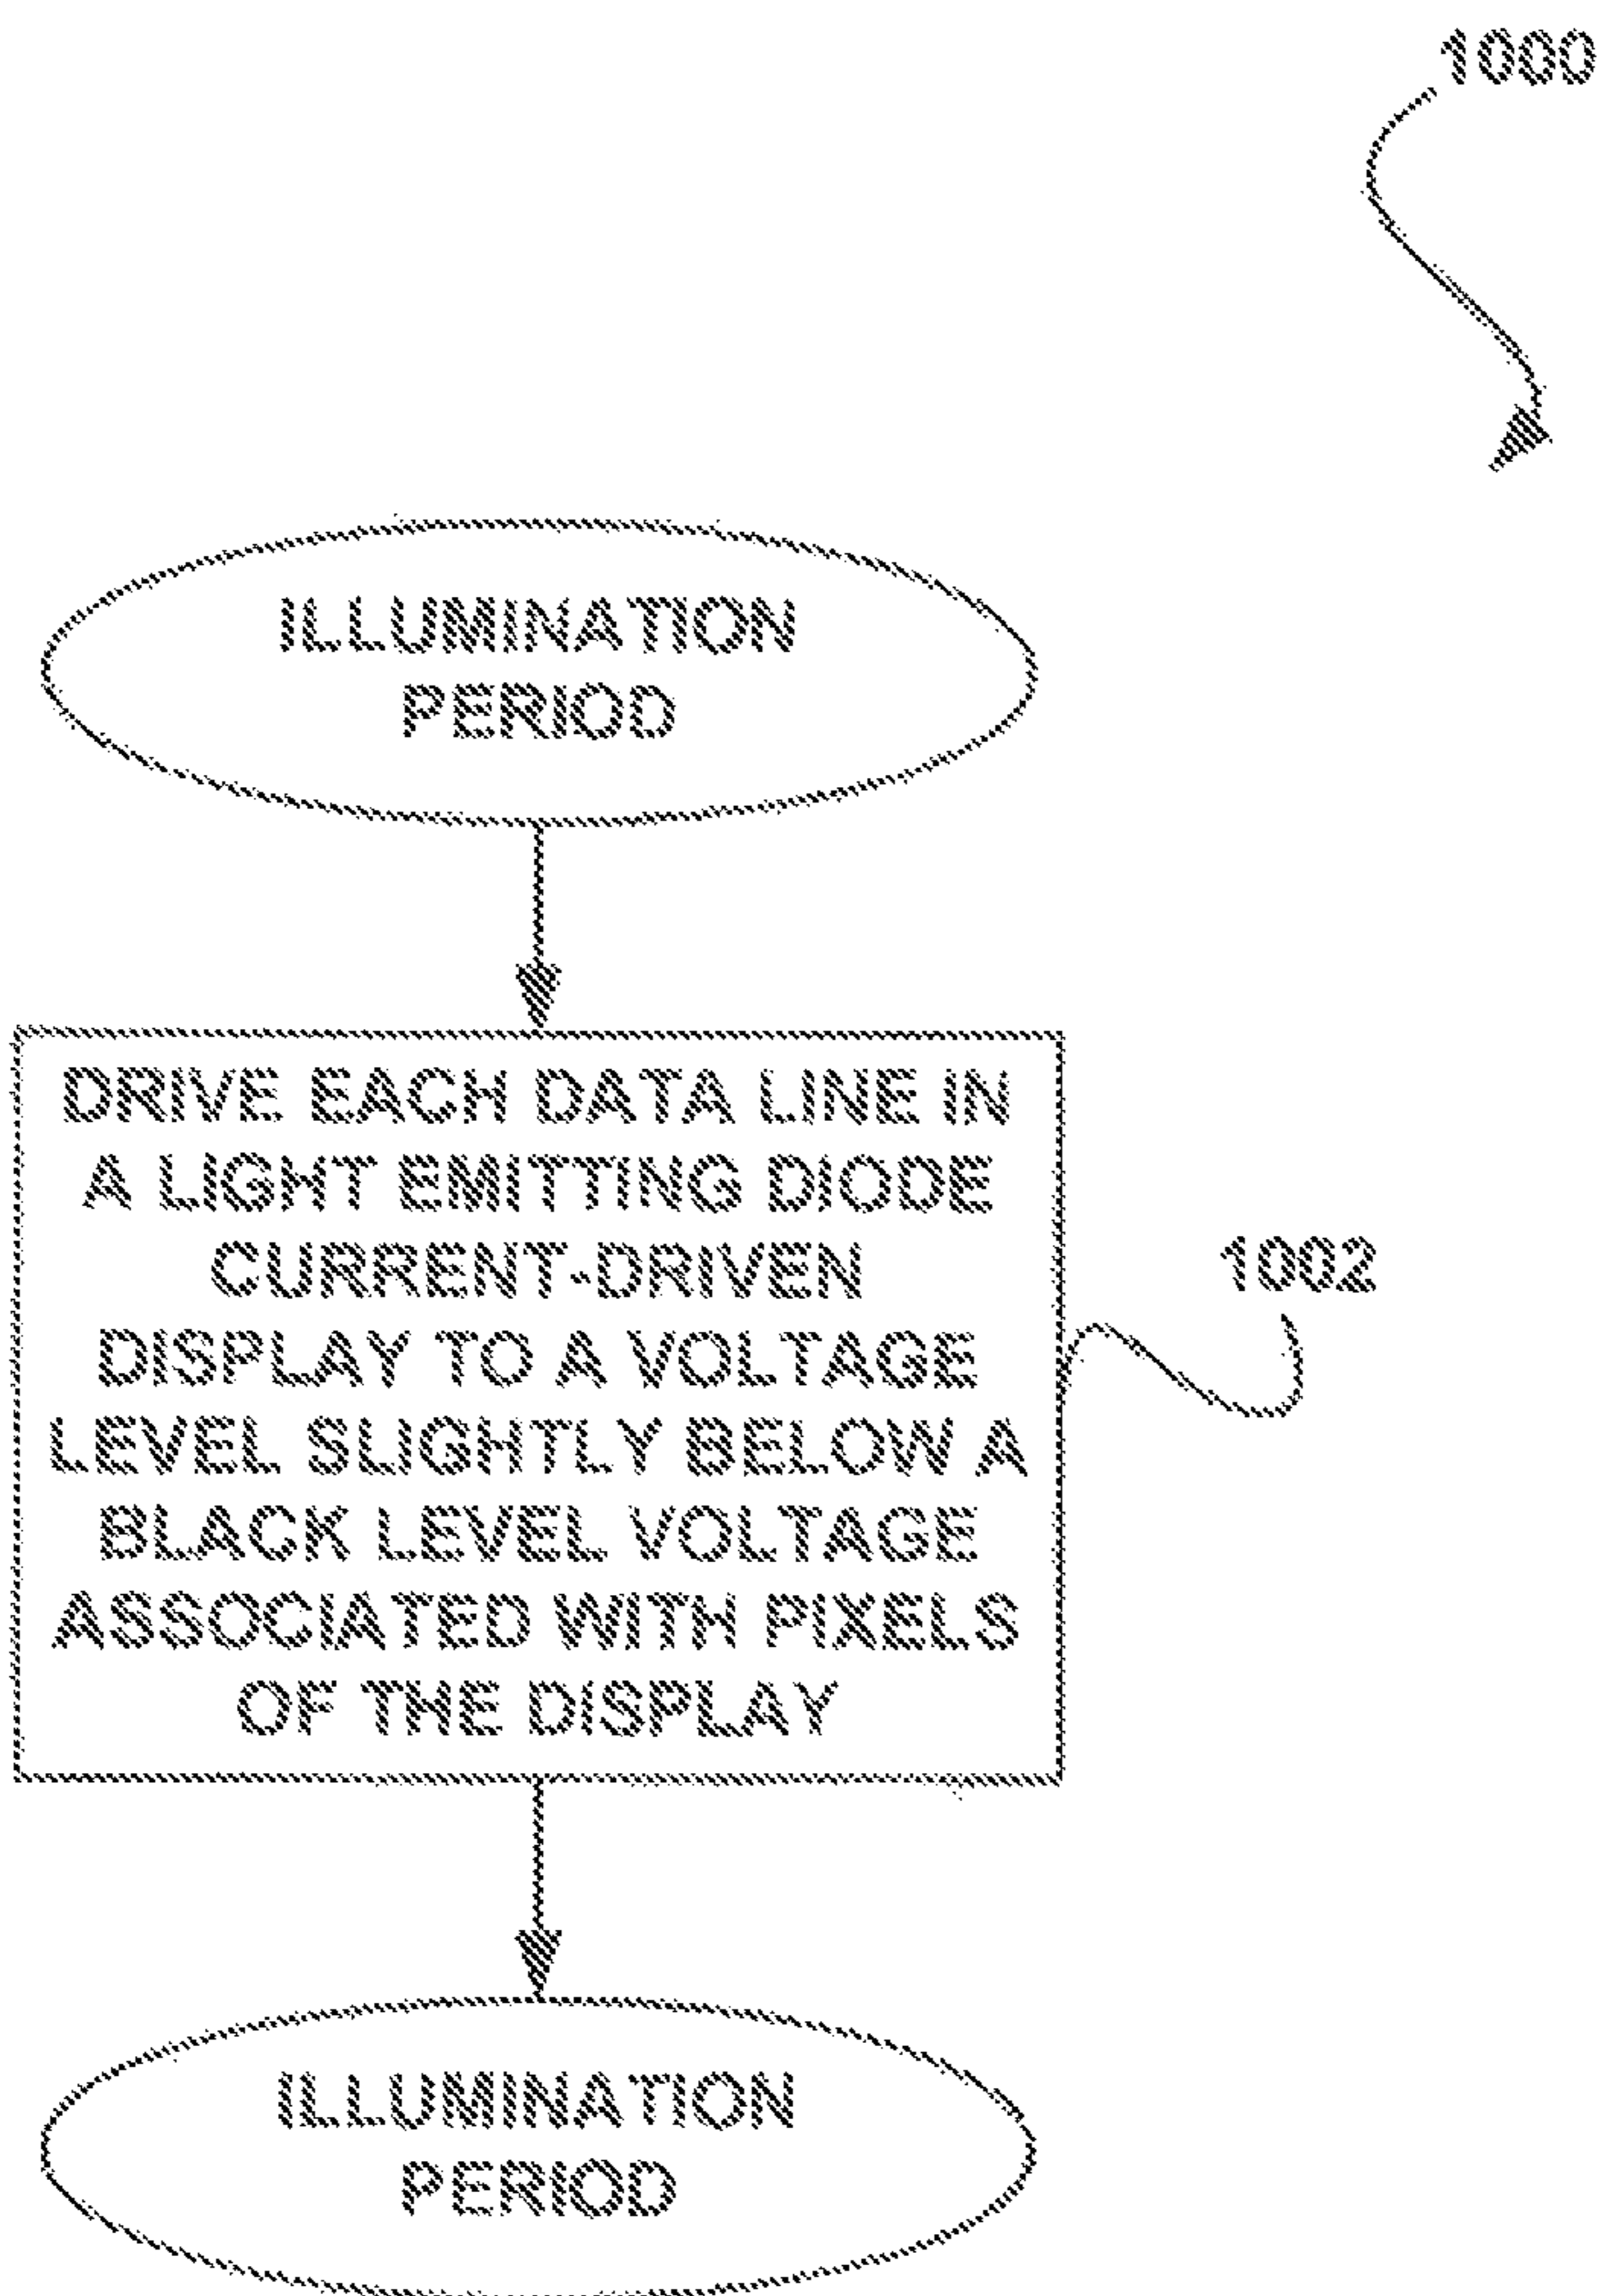 1000
ILLUMINATION
PERIOD
DRIVE EACH DATA LINE IN
A LIGHT EMITTING DIODE
CURRENT-DRIVEN
DISPLAY TO A VOLTAGE
LEVEL SLIGHTLY BELOW A
BLACK LEVEL VOLTAGE
ASSOCIATED WITH PIXELS
OF THE DISPLAY
1002
ILLUMINATION
PERIOD